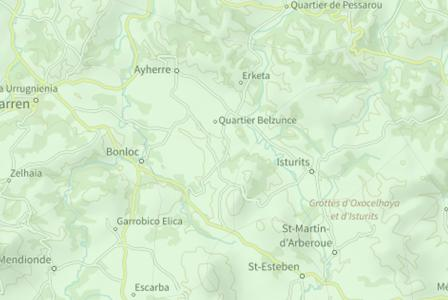 Quartier de Pessarou
Ayherre
Erketa
a Urrugnienia
arren
Quartier Belzunce
Bonloc
Isturits
Zelhaia
Grottes d'Oxocelhaya
et d'Isturits
Garrobico Elica
St-Martin-
d'Arberoue
Mendionde
St-Esteben
Escarba
Me